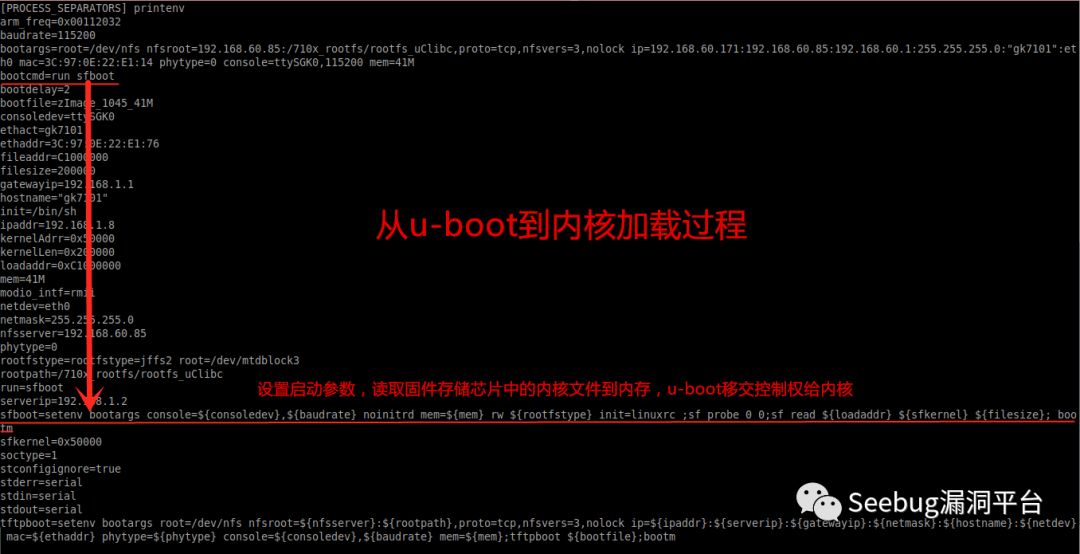 [PROCESS_SEPARATORS] printenv
arm_freq=0x00112032
baudrate=115200
bootargs=root=/dev/nfs nfsroot=192.168.60.85:/710x_rootfs/rootfs_uClibc,proto=tcp,nfsvers=3,nolock ip=192.168.60.171:192.168.60.85:192.168.60.1:255.255.255.0:"gk7101":et
h0 mac=3C:97:0E:22:E1:14 phytype=0 console=ttySGK0,115200 mem=41M
bootcmd=run sfboot
bootdelay=2
bootfile=zImage_1045_41M
consoledev=ttySGK0
ethact=gk7101
ethaddr=3C:97:0E:22:E1:76
fileaddr=C1000000
filesize=200000
gatewayip=192.168.1.1
hostname="gk7101"
init=/bin/sh
从u-boot到内核加载过程
ipaddr=192.168.1.8
kernelAdrr=0x50000
kernelLen=0x200000
loadaddr=0xC1000000
mem=41M
modio_intf=rmii
netdev=eth0
netmask=255.255.255.0
nfsserver=192.168.60.85
phytype=0
rootfstype=rootfstype=jffs2 root=/dev/mtdblock3
rootpath=/710x_rootfs/rootfs_uClibc
run=sfboot
设置启动参数，读取固件存储芯片中的内核文件到内存，u-boot移交控制权给内核
serverip=192.168.1.2
sfboot=setenv bootargs console=${consoledev},${baudrate} noinitrd mem=${mem} rw ${rootfstype} init=linuxrc ;sf probe 0 0;sf read ${loadaddr} ${sfkernel} ${filesize}; boo
tm
sfkernel=0x50000
soctype=1
stconfigignore=true
stderr=serial
stdin=serial
stdout=serial
Seebug漏洞平台
tftpboot=setenv bootargs root=/dev/nfs nfsroot=${nfsserver}:${rootpath},proto=tcp,nfsvers=3,nolock ip=${ipaddr}:${serverip}:${gatewayip}:${netmask}:${hostname}:${netdev}
mac=${ethaddr} phytype=${phytype} console=${consoledev},${baudrate} mem=${mem};tftpboot ${bootfile};bootm